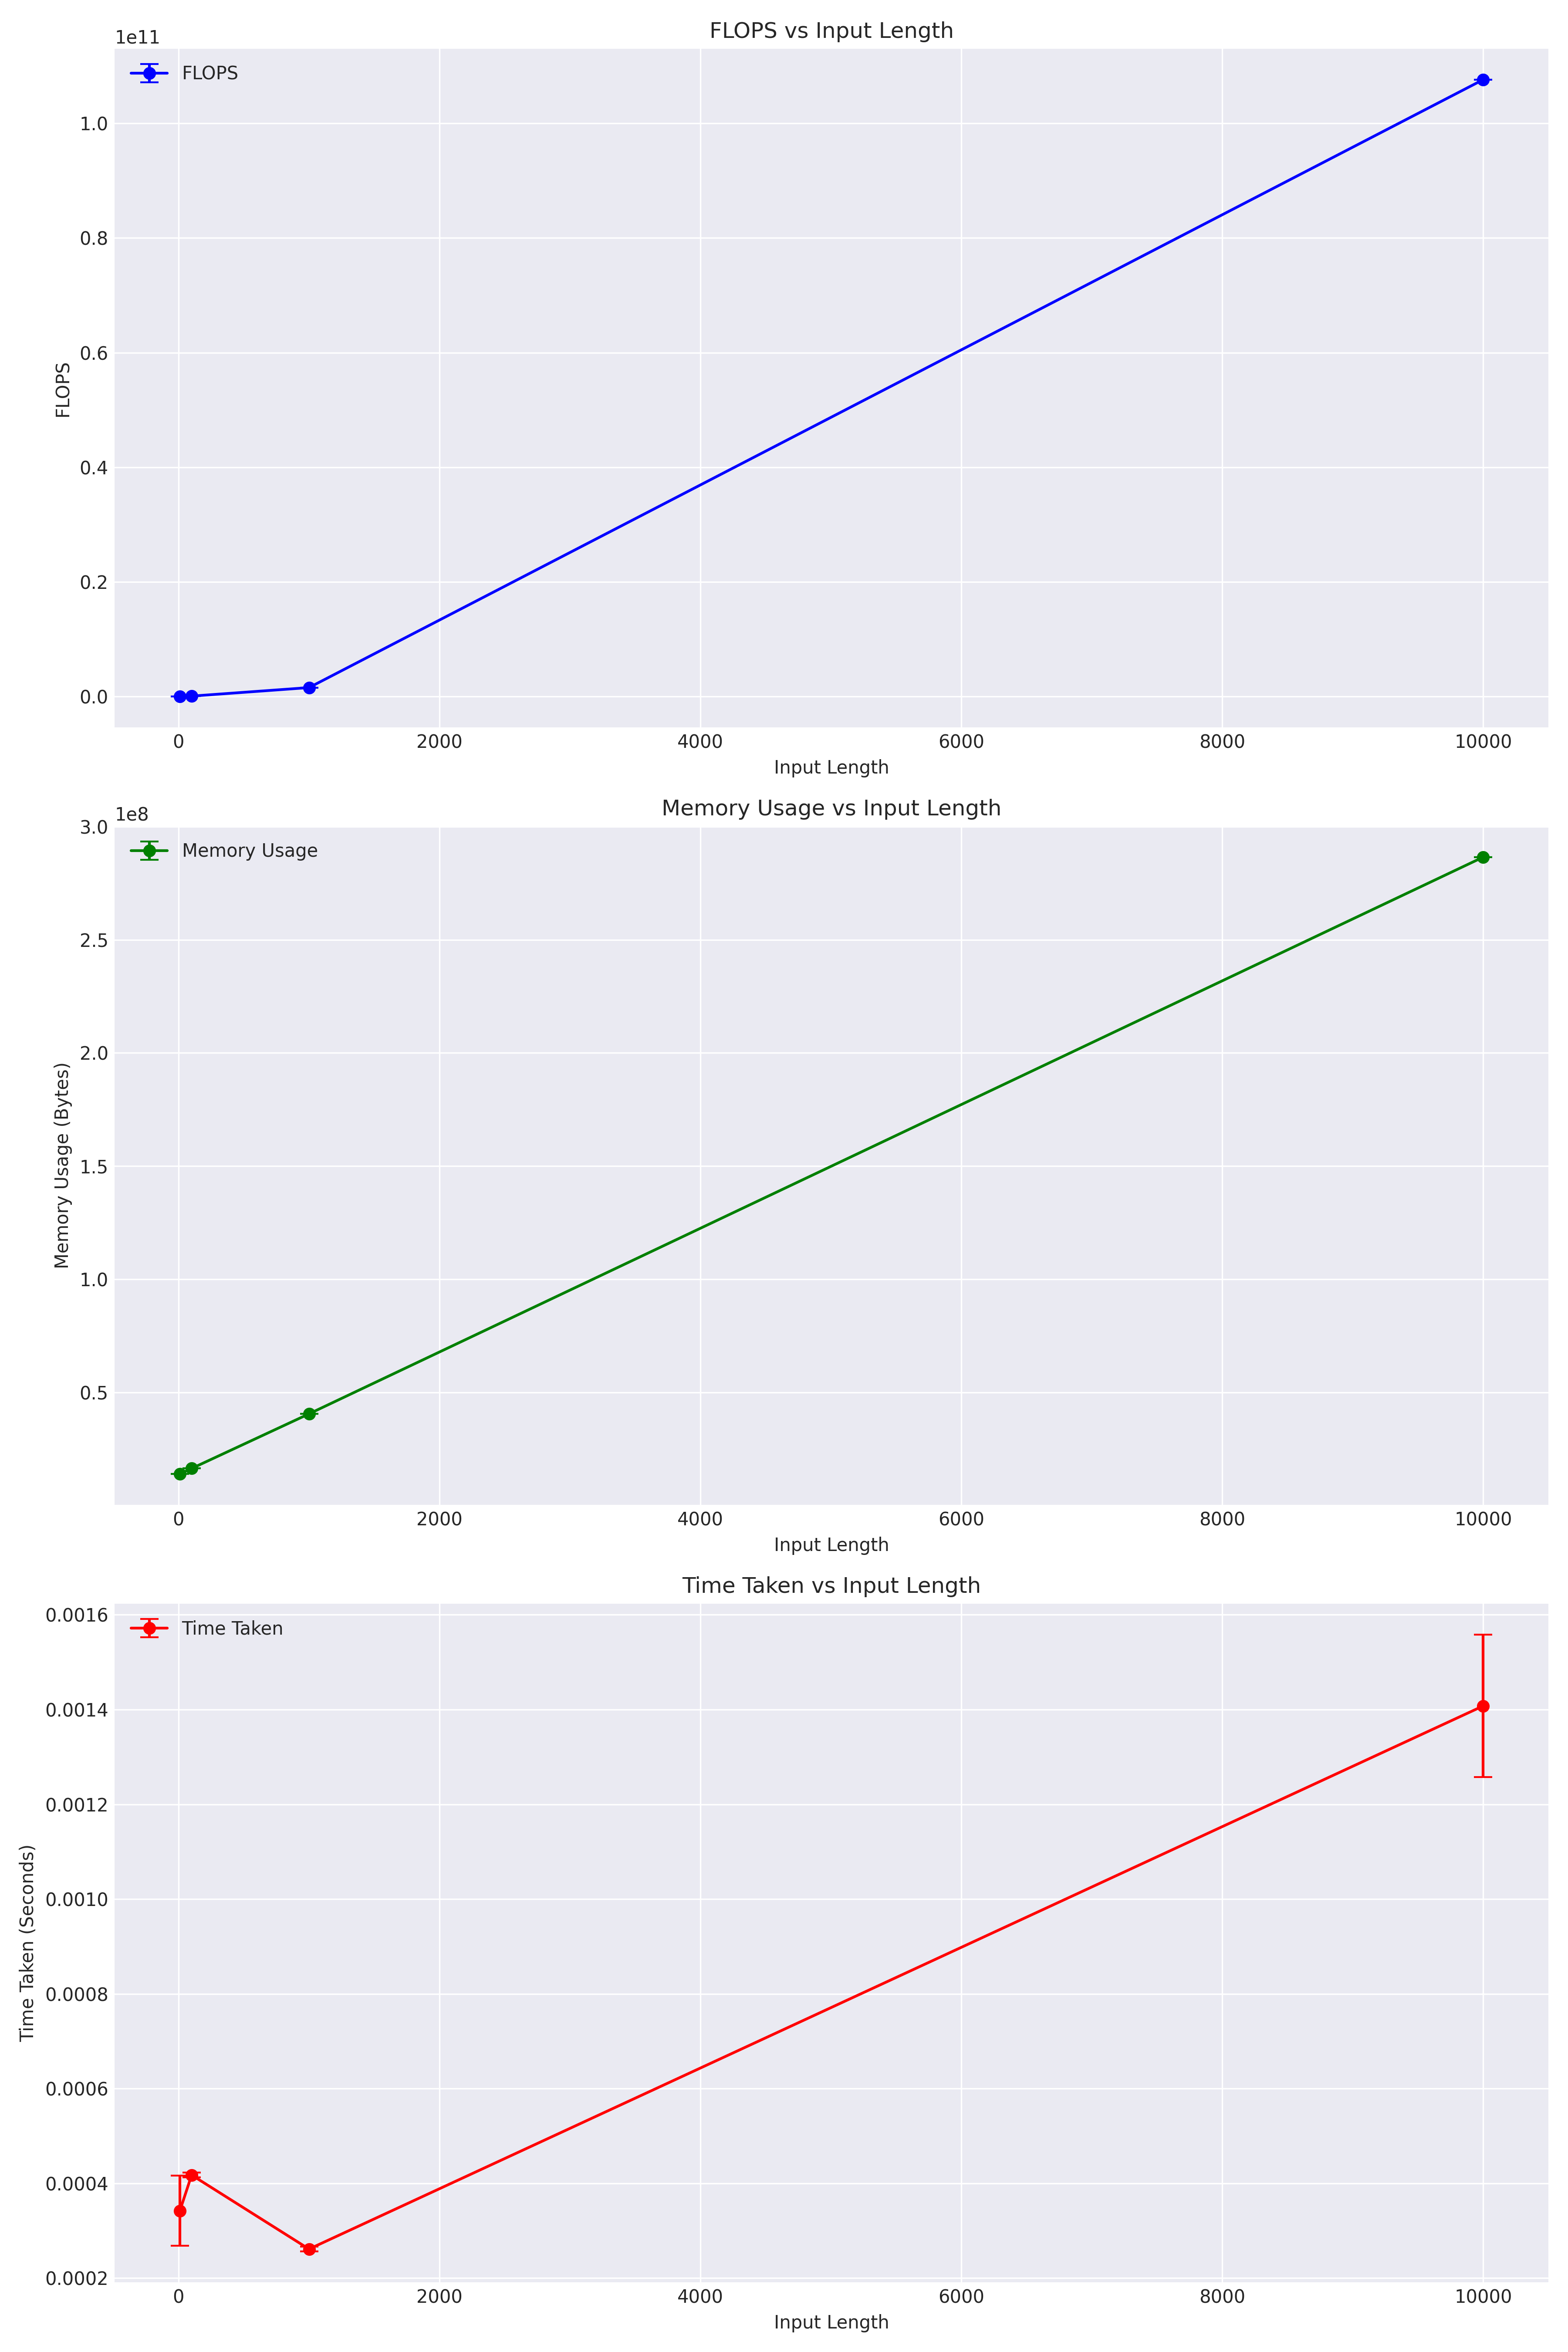 FLOPS vs Input Length
1e11
FLOPS
1.0
0.8
0.6
0.4
0.2
0.0
FLOPS
0 2000 4000 6000 8000 10000
Input Length
Memory Usage vs Input Length
1e8
3.0
Memory Usage
2.5
2.0
1.5
1.0
0.5
Memory Usage (Bytes)
0 2000 4000 6000 8000 10000
Input Length
Time Taken vs Input Length
0.0016
Time Taken
0.0014
0.0012
0.0010
0.0008
0.0006
0.0004
0.0002
Time Taken (Seconds)
0 2000 4000 6000 8000 10000
Input Length